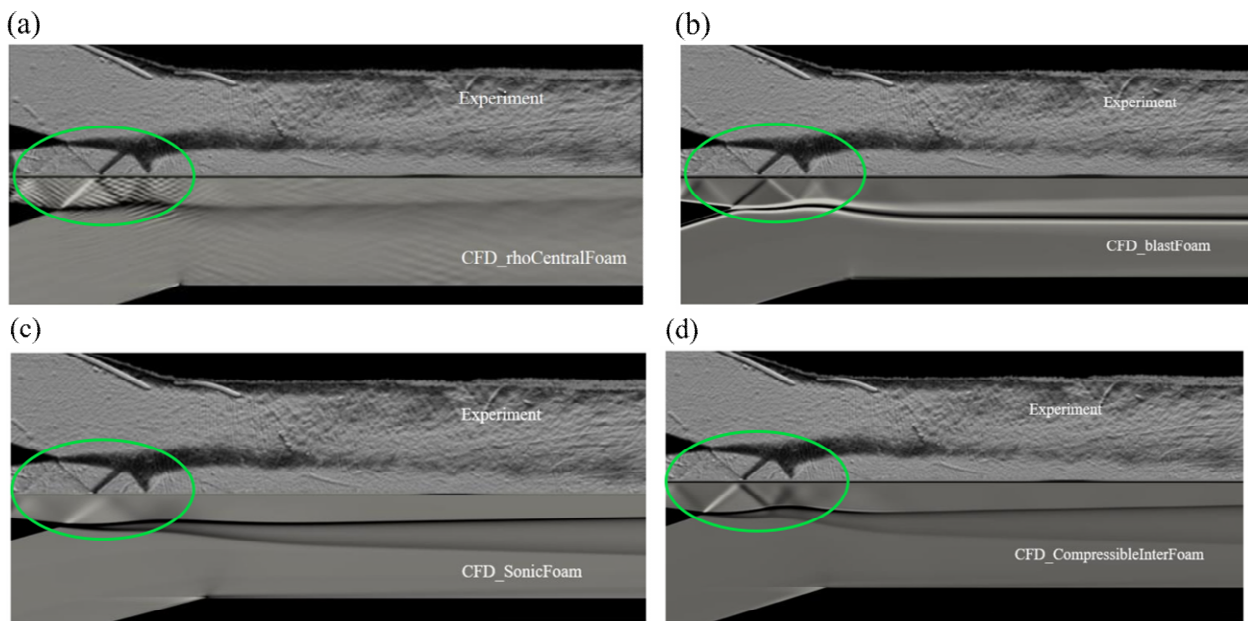 (a)
(b)
Experiment
Experiment
CFD_rhoCentralFoam
CFD_blastFoam
(c)
(d)
Experiment
Experiment
CFD_SonicFoam
CFD_CompressibleInterFoam